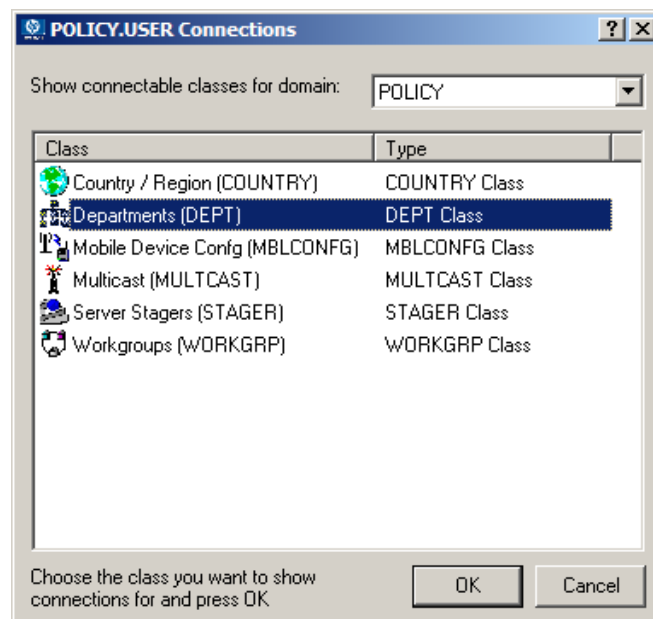 POLICY.USER Connections
Show connectable classes for domain: POLICY
Class Type
Country / Region (COUNTRY) COUNTRY Class
Departments (DEPT) DEPT Class
Mobile Device Confg (MBLCONFG) MBLCONFG Class
Multicast (MULTCAST) MULTCAST Class
Server Stagers (STAGER) STAGER Class
Workgroups (WORKGRP) WORKGRP Class
Choose the class you want to show
connections for and press OK
OK Cancel